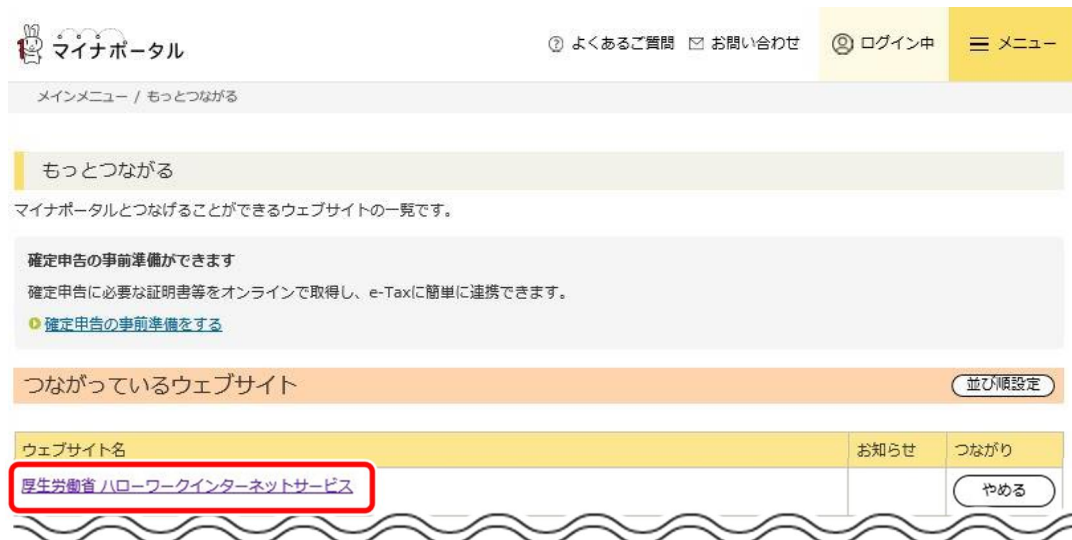 マイナポータル
よくあるご質問 お問い合わせ ログイン中 メニュー
メインメニュー / もっとつながる
もっとつながる
マイナポータルとつなげることができるウェブサイトの一覧です。
確定申告の事前準備ができます
確定申告に必要な証明書等をオンラインで取得し、e-Taxに簡単に連携できます。
確定申告の事前準備をする
つながっているウェブサイト 並び順設定
ウェブサイト名 お知らせ つながり
厚生労働省 ハローワークインターネットサービス やめる